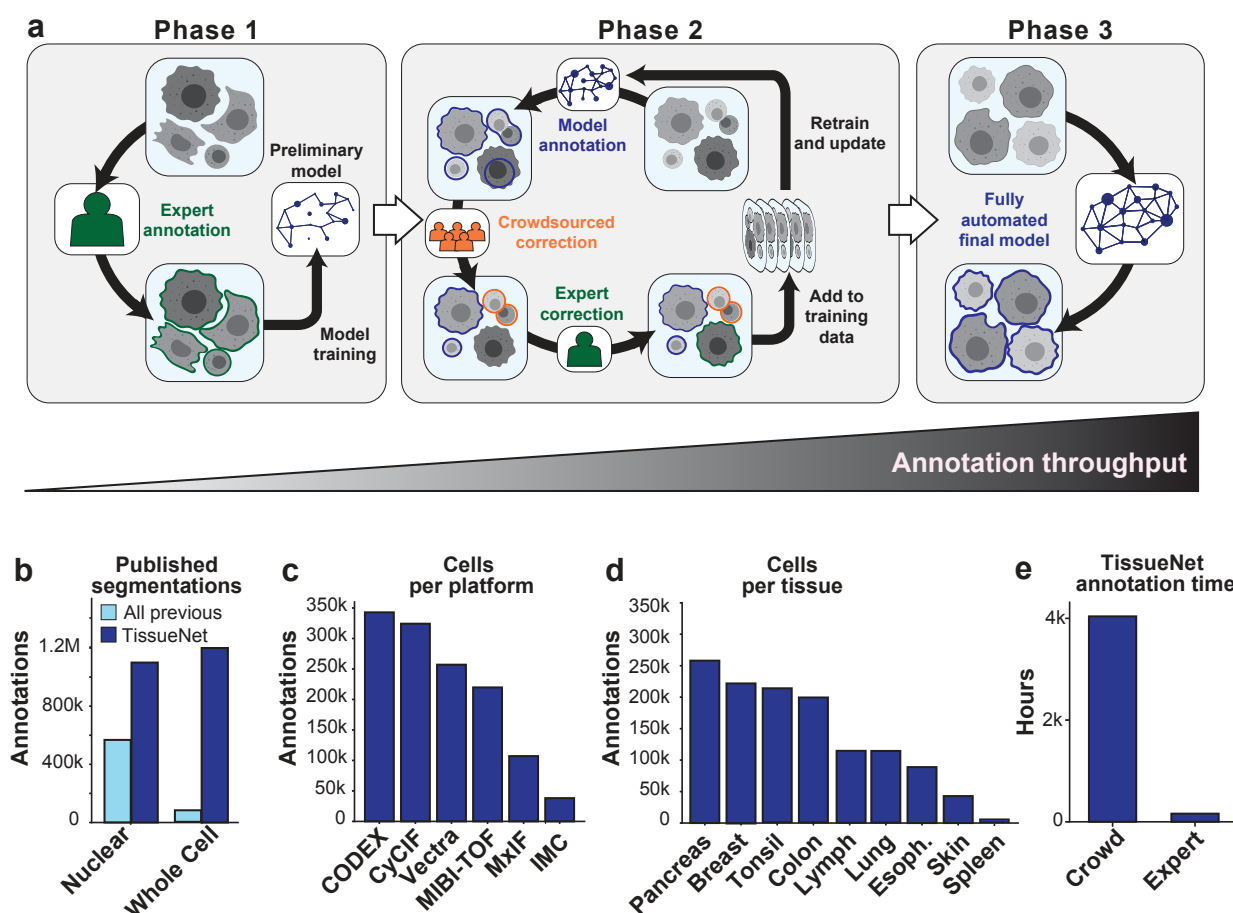 a
Phase 1
Phase 2
Phase 3
Expert
annotation
Preliminary
model
Model
training
Model
annotation
Crowdsourced
correction
Expert
correction
Retrain
and update
Add to
training
data
Fully
automated
final model
Annotation throughput
b
Published
segmentations
All previous
TissueNet
Annotations
1.2M
800k
400k
0
Nuclear
Whole Cell
c
Cells
per platform
Annotations
350k
300k
250k
200k
150k
100k
50k
0
CODEX
CyCIF
Vectra
MIBI-TOF
MxIF
IMC
d
Cells
per tissue
Annotations
350k
300k
250k
200k
150k
100k
50k
0
Pancreas
Breast
Tonsil
Colon
Lymph
Lung
Esoph.
Skin
Spleen
e
TissueNet
annotation time
Hours
4k
2k
0
Crowd
Expert